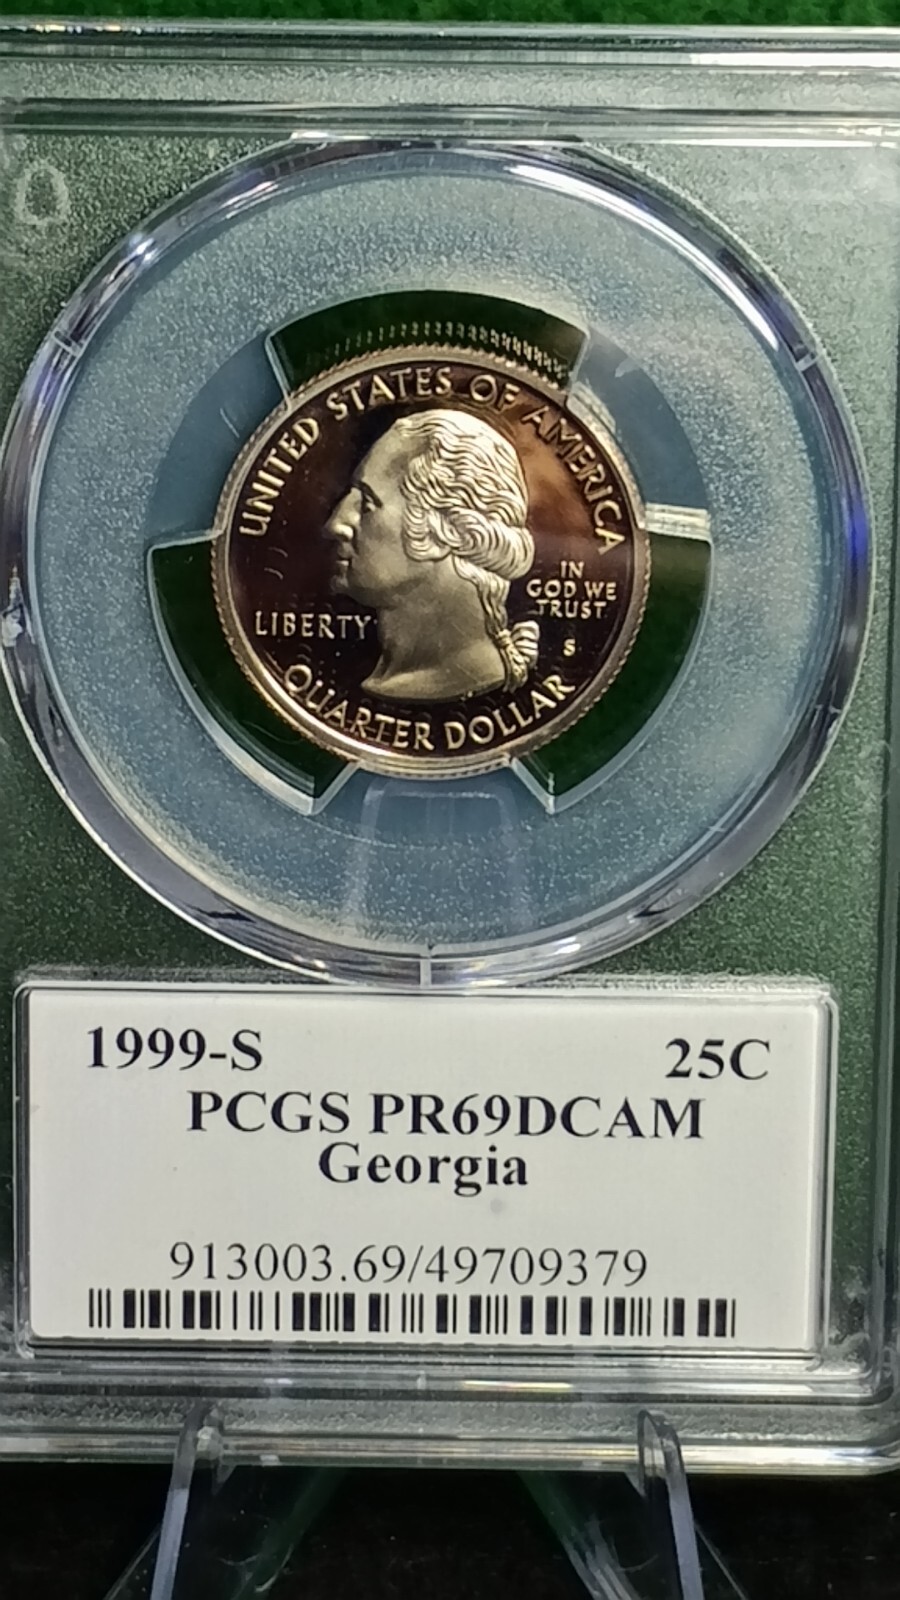 UNITED STATES OF AMERICA
IN
GOD WE
TRUST
LIBERTY
S
QUARTER DOLLAR
1999-S 25C
PCGS PR69DCAM
Georgia
913003.69/49709379